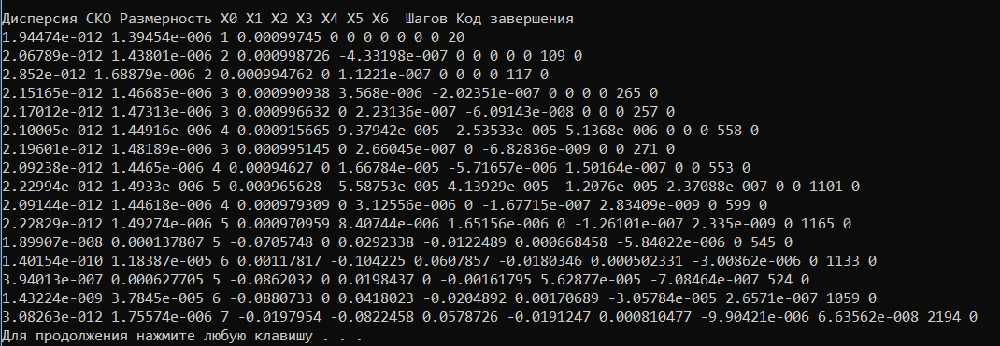 Дисперсия СКО Размерность X0 X1 X2 X3 X4 X5 X6  Шагов Код завершения
1.94474e-012 1.39454e-006 1 0.00099745 0 0 0 0 0 0 0 20
2.06789e-012 1.43801e-006 2 0.000998726 -4.33198e-007 0 0 0 0 0 109 0
2.852e-012 1.68879e-006 2 0.000994762 0 1.1221e-007 0 0 0 0 117 0
2.15165e-012 1.46685e-006 3 0.000990938 3.568e-006 -2.02351e-007 0 0 0 0 265 0
2.17012e-012 1.47313e-006 3 0.000996632 0 2.23136e-007 -6.09143e-008 0 0 0 257 0
2.10005e-012 1.44916e-006 4 0.000915665 9.37942e-005 -2.53535e-005 5.1368e-006 0 0 0 558 0
2.19601e-012 1.48189e-006 3 0.000995145 0 2.66045e-007 0 -6.82836e-009 0 0 271 0
2.09238e-012 1.4465e-006 4 0.00094627 0 1.66784e-005 -5.71657e-006 1.50164e-007 0 0 553 0
2.22994e-012 1.4933e-006 5 0.000965628 -5.58753e-005 4.13929e-005 -1.2076e-005 2.37088e-007 0 0 1101 0
2.09144e-012 1.44618e-006 4 0.000979309 0 3.12556e-006 0 -1.67715e-007 2.83409e-009 0 599 0
2.22829e-012 1.49274e-006 5 0.000970959 8.40744e-006 1.65156e-006 0 -1.26101e-007 2.335e-009 0 1165 0
1.89907e-008 0.000137807 5 -0.0705748 0 0.0292338 -0.0122489 0.000668458 -5.84022e-006 0 545 0
1.40154e-010 1.18387e-005 6 0.00117817 -0.104225 0.0607857 -0.0180346 0.000502331 -3.00862e-006 0 1133 0
3.94013e-007 0.000627705 5 -0.0862032 0 0.0198437 0 -0.00161795 5.62877e-005 -7.08464e-007 524 0
1.43224e-009 3.7845e-005 6 -0.0880733 0 0.0418023 -0.0204892 0.00170689 -3.05784e-005 2.6571e-007 1059 0
3.08263e-012 1.75574e-006 7 -0.0197954 -0.0822458 0.0578726 -0.0191247 0.000810477 -9.90421e-006 6.63562e-008 2194 0
Для продолжения нажмите любую клавишу . . .